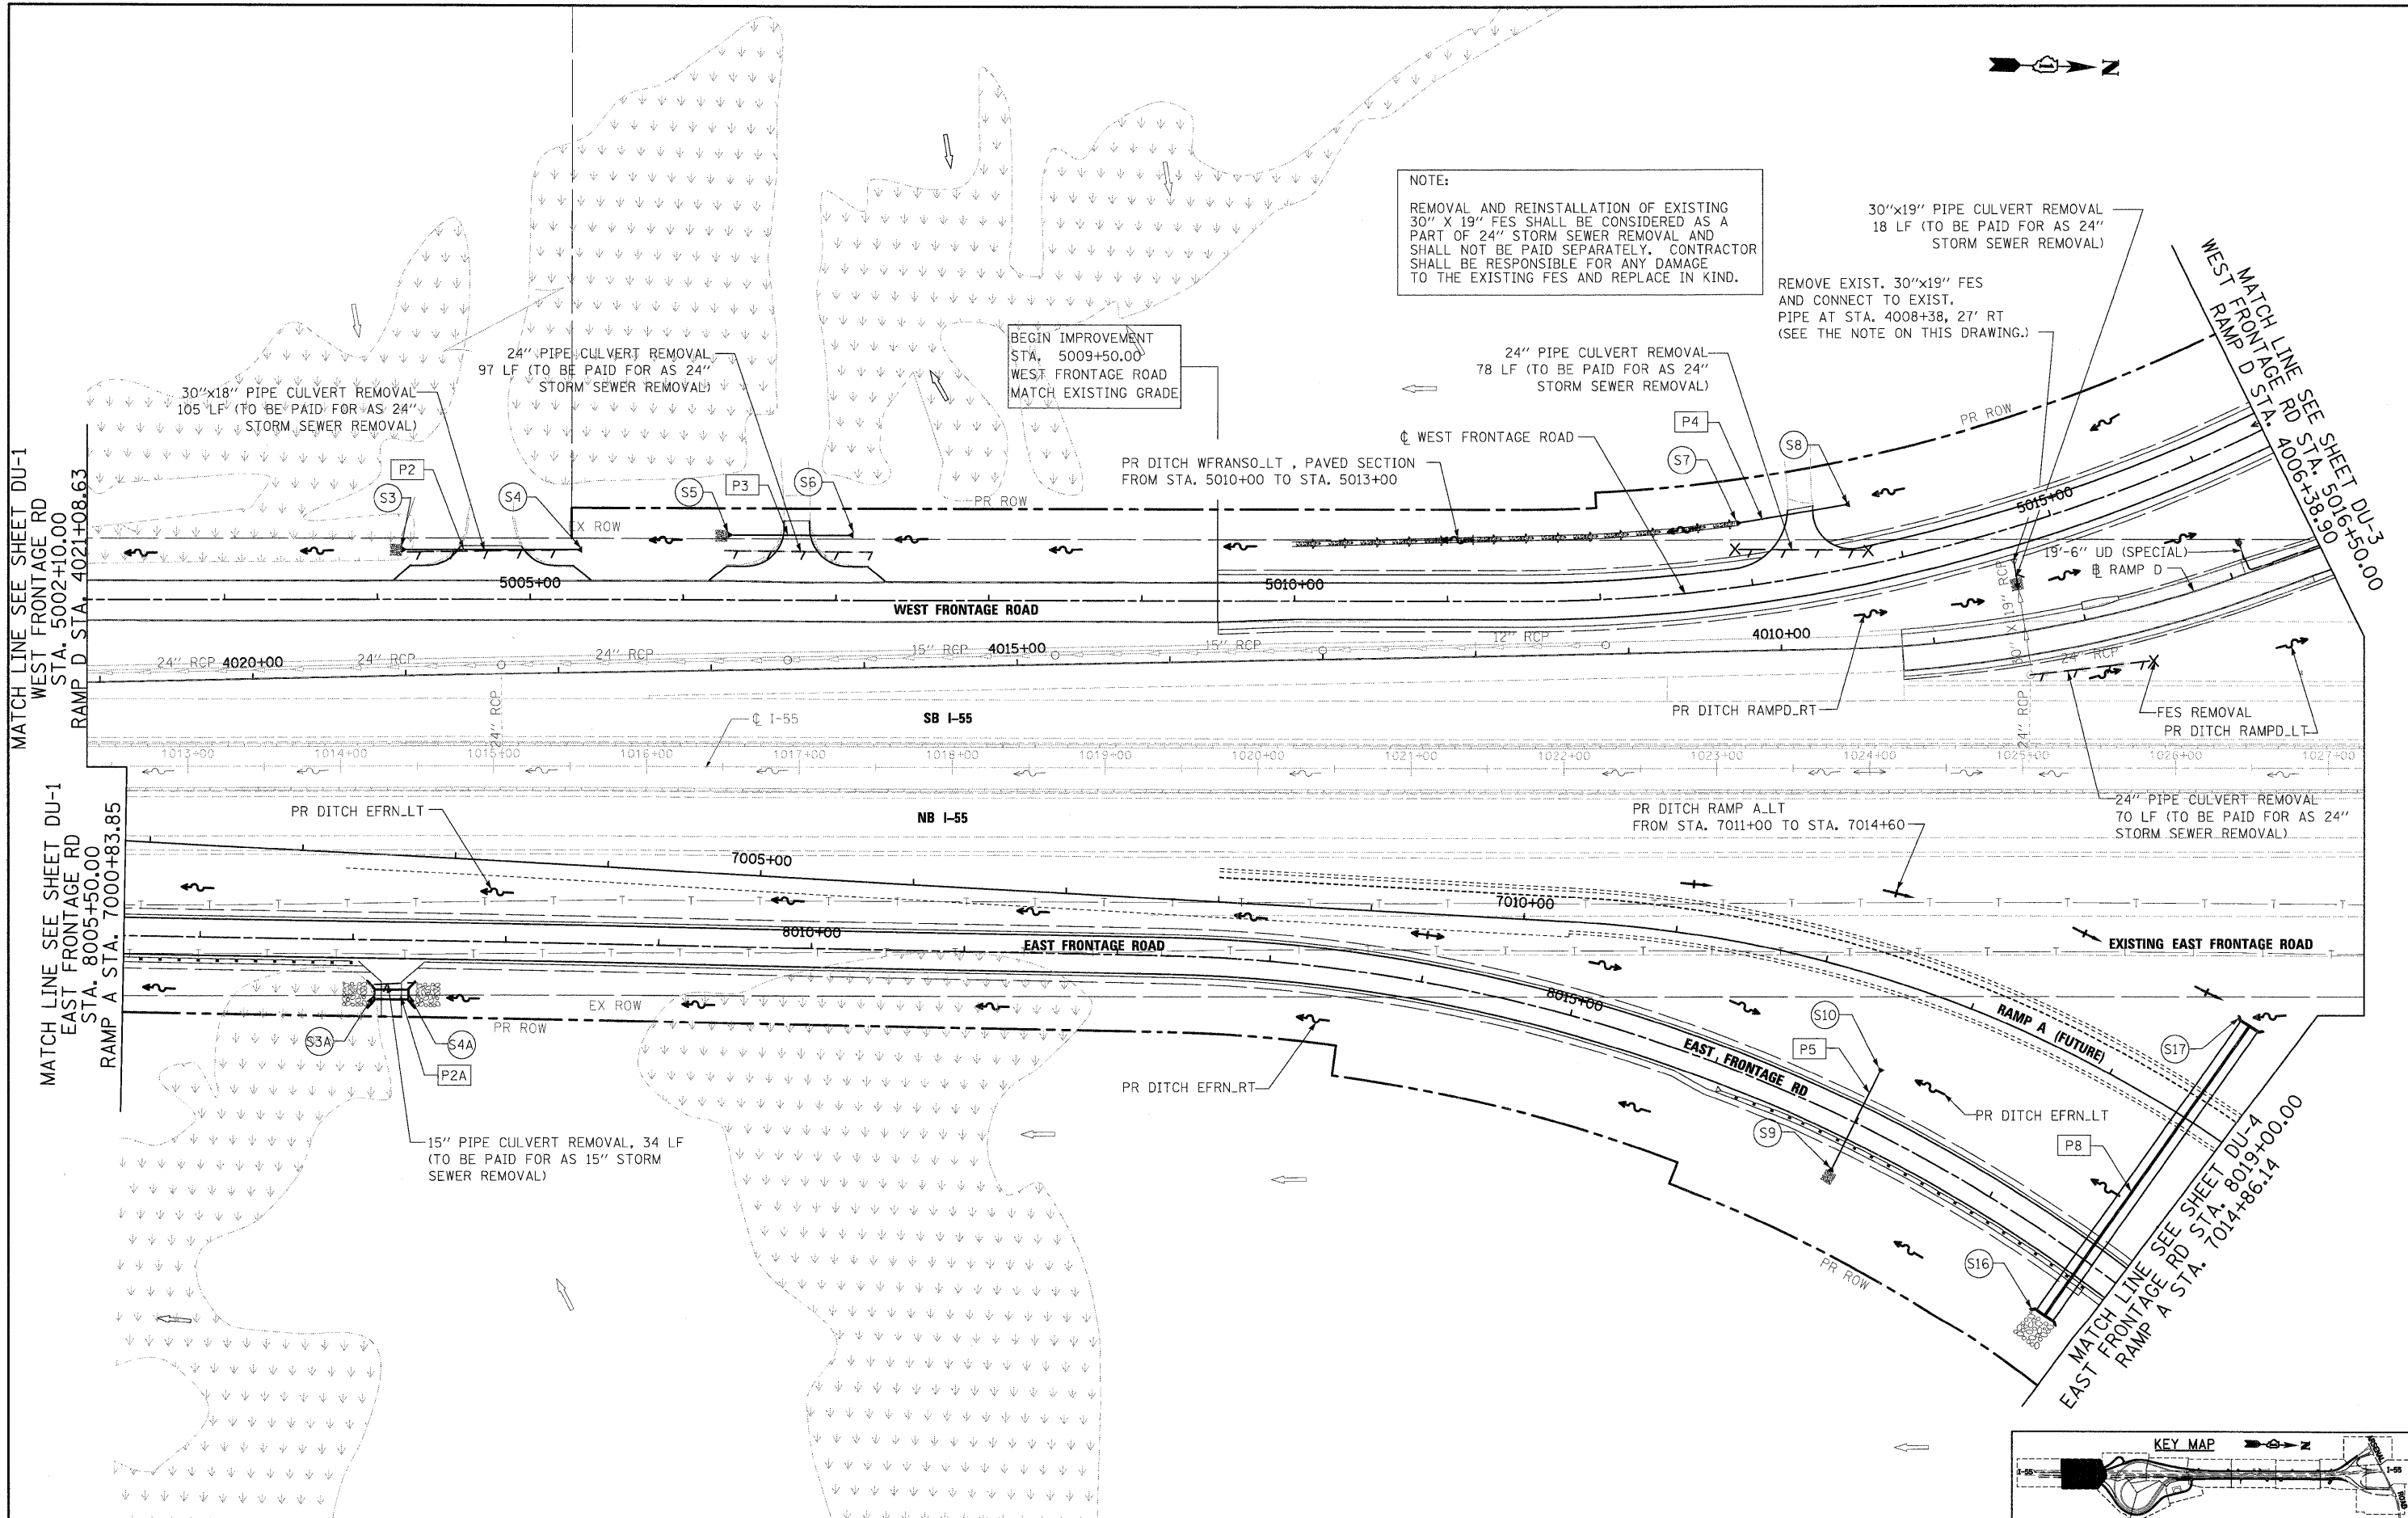 N
NOTE:
REMOVAL AND REINSTALLATION OF EXISTING
30" X 19" FES SHALL BE CONSIDERED AS A
PART OF 24" STORM SEWER REMOVAL AND
SHALL NOT BE PAID SEPARATELY. CONTRACTOR
SHALL BE RESPONSIBLE FOR ANY DAMAGE
TO THE EXISTING FES AND REPLACE IN KIND.
30"x19" PIPE CULVERT REMOVAL
18 LF (TO BE PAID FOR AS 24"
STORM SEWER REMOVAL)
REMOVE EXIST. 30"x19" FES
AND CONNECT TO EXIST.
PIPE AT STA. 4008+38, 27' RT
(SEE THE NOTE ON THIS DRAWING.)
MATCH LINE SEE SHEET DU-3
WEST FRONTAGE RD STA. 5016+50.00
RAMP D STA. 4006+38.90
BEGIN IMPROVEMENT
STA. 5009+50.00
WEST FRONTAGE ROAD
MATCH EXISTING GRADE
24" PIPE CULVERT REMOVAL
97 LF (TO BE PAID FOR AS 24"
STORM SEWER REMOVAL)
24" PIPE CULVERT REMOVAL
78 LF (TO BE PAID FOR AS 24"
STORM SEWER REMOVAL)
30"x18" PIPE CULVERT REMOVAL
105 LF (TO BE PAID FOR AS 24"
STORM SEWER REMOVAL)
MATCH LINE SEE SHEET DU-1
WEST FRONTAGE RD
STA. 5002+10.00
RAMP D STA. 4021+08.63
P2
S3
S4
S5
P3
S6
PR ROW
EX ROW
℄ WEST FRONTAGE ROAD
PR DITCH WFRANSO_LT , PAVED SECTION
FROM STA. 5010+00 TO STA. 5013+00
P4
S7
S8
PR ROW
5015+00
19'-6" UD (SPECIAL)
℄ RAMP D
5005+00
5010+00
WEST FRONTAGE ROAD
24" RCP
4020+00
24" RCP
24" RCP
15" RCP
4015+00
15" RCP
12" RCP
4010+00
30" X 19" RCP
24" RCP
24" RCP
24" RCP
℄ I-55
SB I-55
PR DITCH RAMPD_RT
FES REMOVAL
PR DITCH RAMPD_LT
1013+00
1014+00
1015+00
1016+00
1017+00
1018+00
1019+00
1020+00
1021+00
1022+00
1023+00
1024+00
1025+00
1026+00
1027+00
MATCH LINE SEE SHEET DU-1
EAST FRONTAGE RD
STA. 8005+50.00
RAMP A STA. 7000+83.85
PR DITCH EFRN_LT
NB I-55
PR DITCH RAMP A_LT
FROM STA. 7011+00 TO STA. 7014+60
24" PIPE CULVERT REMOVAL
70 LF (TO BE PAID FOR AS 24"
STORM SEWER REMOVAL)
7005+00
7010+00
8010+00
EAST FRONTAGE ROAD
EXISTING EAST FRONTAGE ROAD
EX ROW
PR ROW
8015+00
RAMP A (FUTURE)
EAST FRONTAGE RD
S3A
S4A
P2A
S10
P5
S9
S17
P8
S16
PR DITCH EFRN_RT
PR DITCH EFRN_LT
15" PIPE CULVERT REMOVAL, 34 LF
(TO BE PAID FOR AS 15" STORM
SEWER REMOVAL)
PR ROW
MATCH LINE SEE SHEET DU-4
EAST FRONTAGE RD STA. 8019+00.00
RAMP A STA. 7014+86.14
KEY MAP
N
I-55
ARSENAL
I-55
ROAD